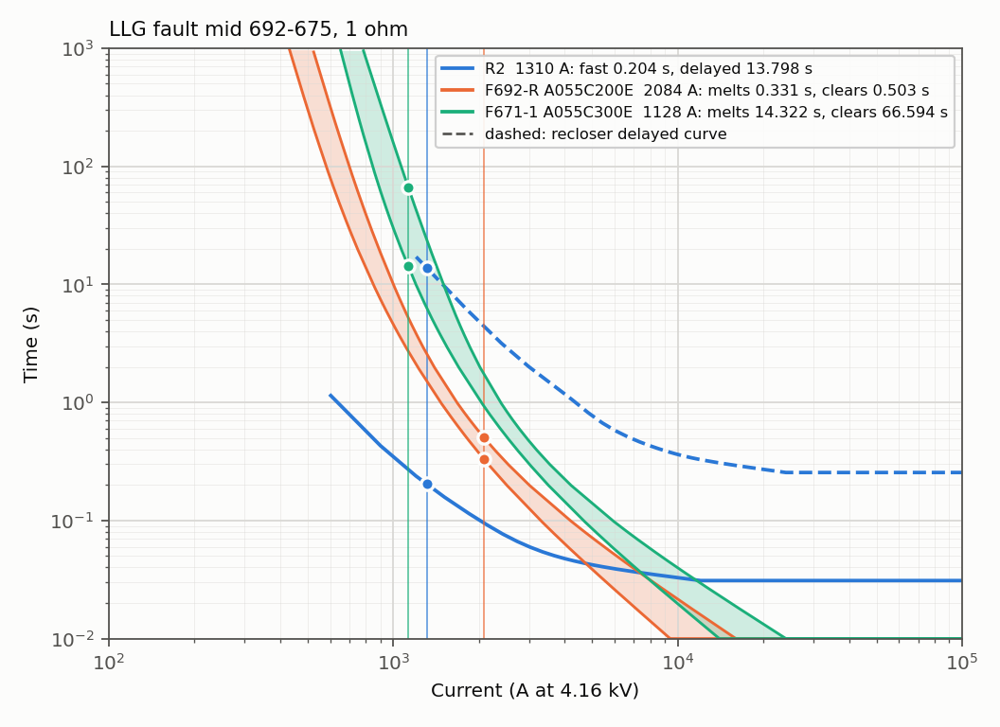 LLG fault mid 692-675, 1 ohm
R2  1310 A: fast 0.204 s, delayed 13.798 s
F692-R A055C200E  2084 A: melts 0.331 s, clears 0.503 s
F671-1 A055C300E  1128 A: melts 14.322 s, clears 66.594 s
dashed: recloser delayed curve
Time (s)
10³
10²
10¹
10⁰
10⁻¹
10⁻²
10² 10³ 10⁴ 10⁵
Current (A at 4.16 kV)